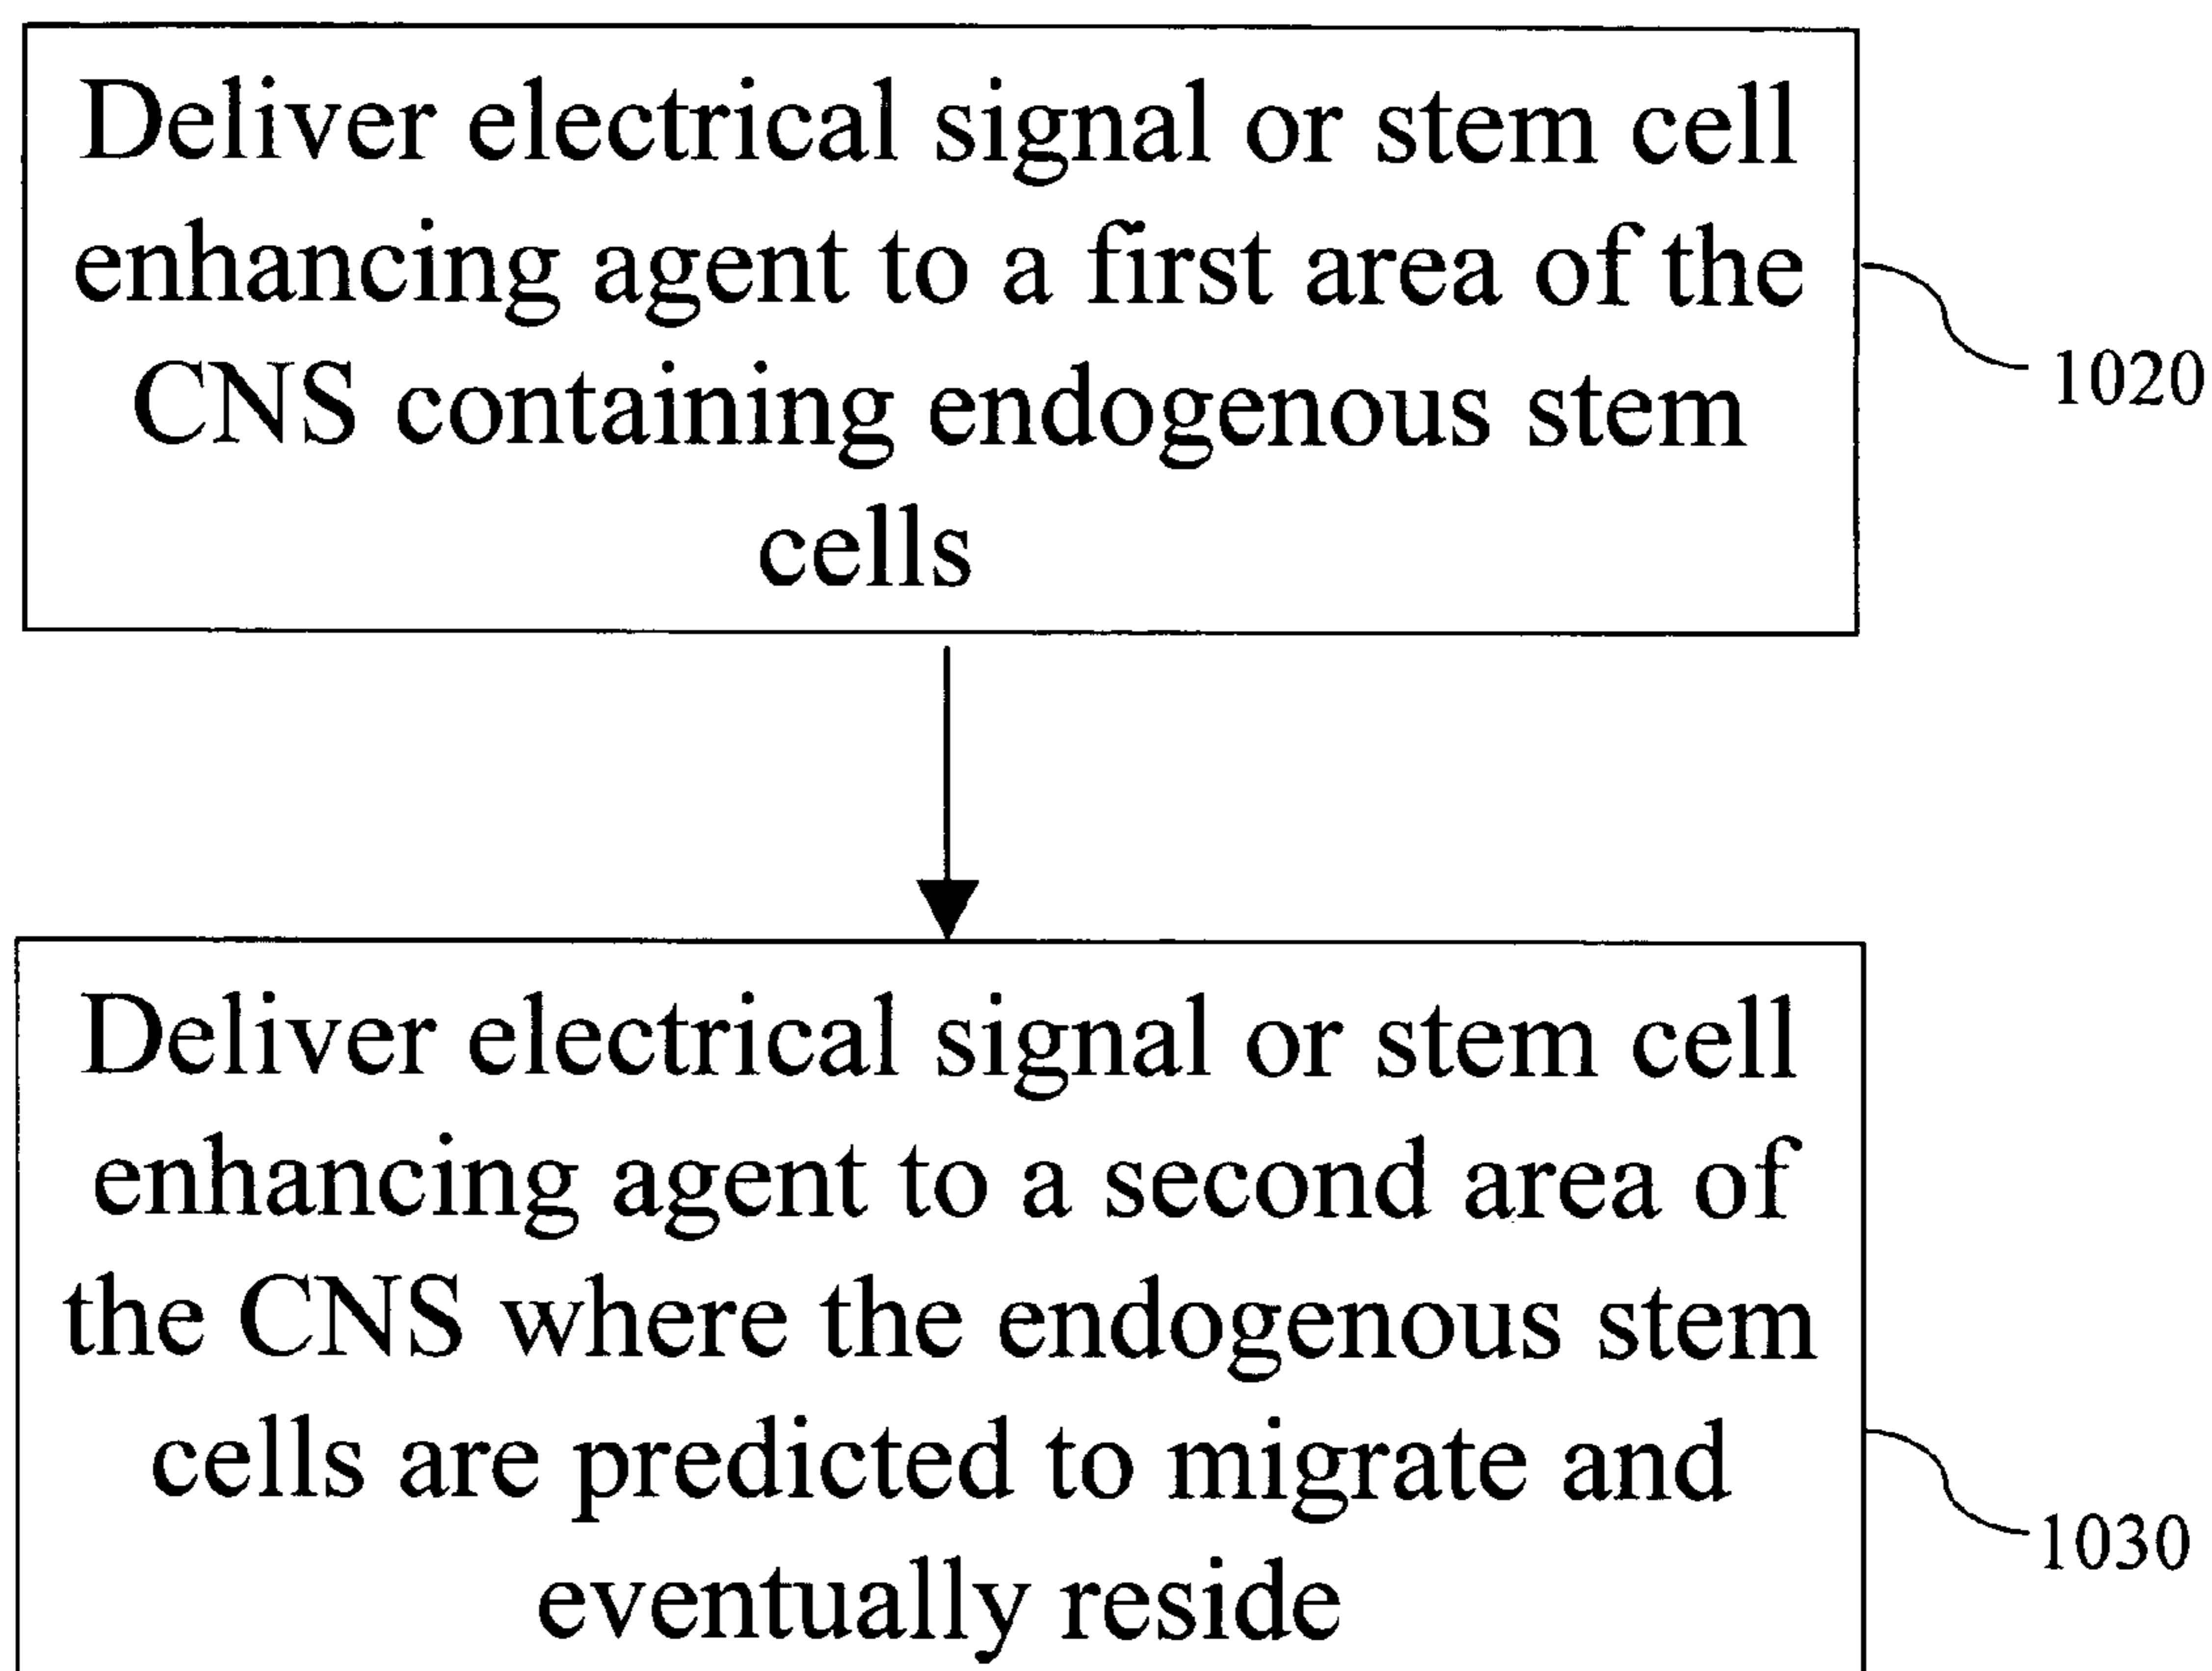 Deliver electrical signal or stem cell
enhancing agent to a first area of the
CNS containing endogenous stem
cells
1020
Deliver electrical signal or stem cell
enhancing agent to a second area of
the CNS where the endogenous stem
cells are predicted to migrate and
eventually reside
1030